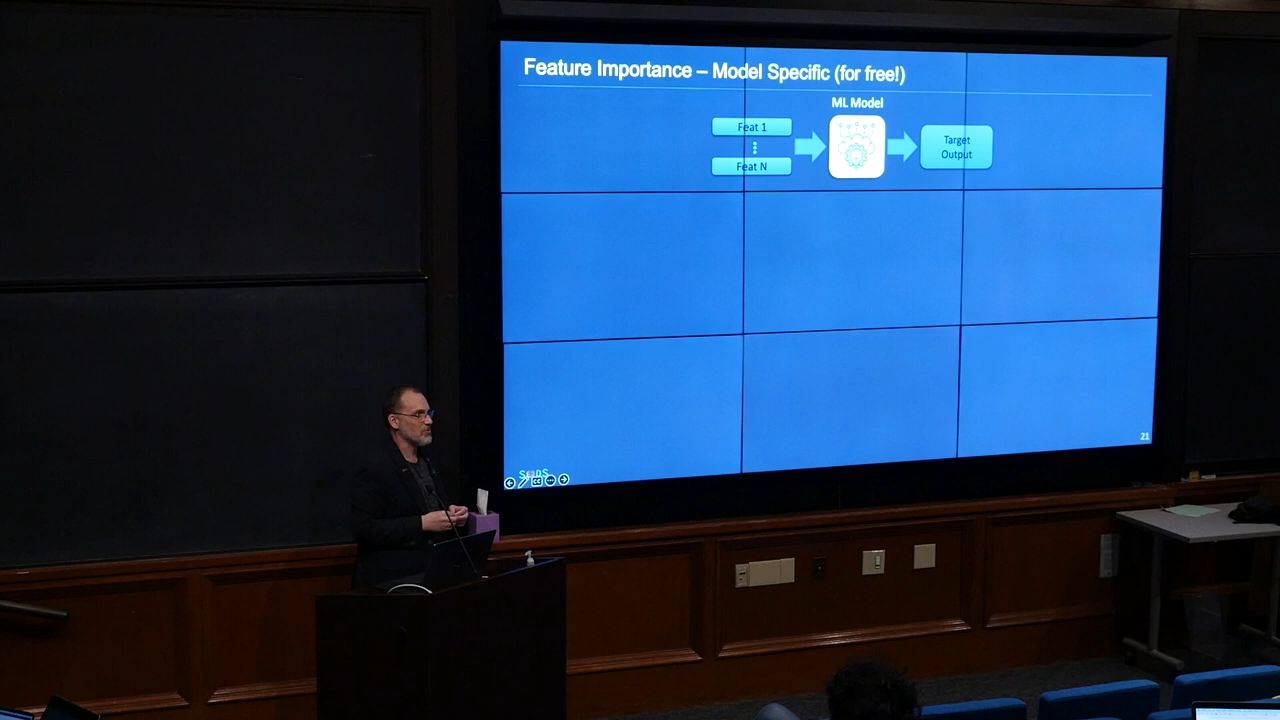 Feature Importance – Model Specific (for free!)
ML Model
Feat 1
Feat N
Target
Output
21